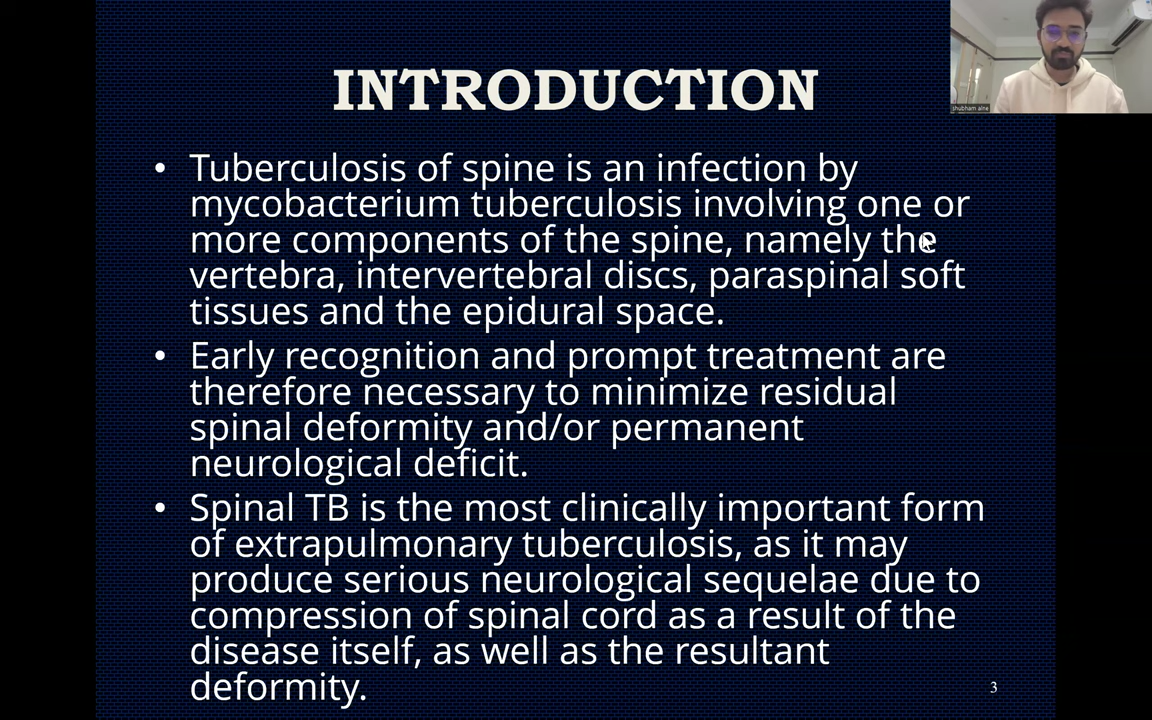 INTRODUCTION
• Tuberculosis of spine is an infection by
mycobacterium tuberculosis involving one or
more components of the spine, namely the
vertebra, intervertebral discs, paraspinal soft
tissues and the epidural space.
• Early recognition and prompt treatment are
therefore necessary to minimize residual
spinal deformity and/or permanent
neurological deficit.
• Spinal TB is the most clinically important form
of extrapulmonary tuberculosis, as it may
produce serious neurological sequelae due to
compression of spinal cord as a result of the
disease itself, as well as the resultant
deformity.
3
shubham aine